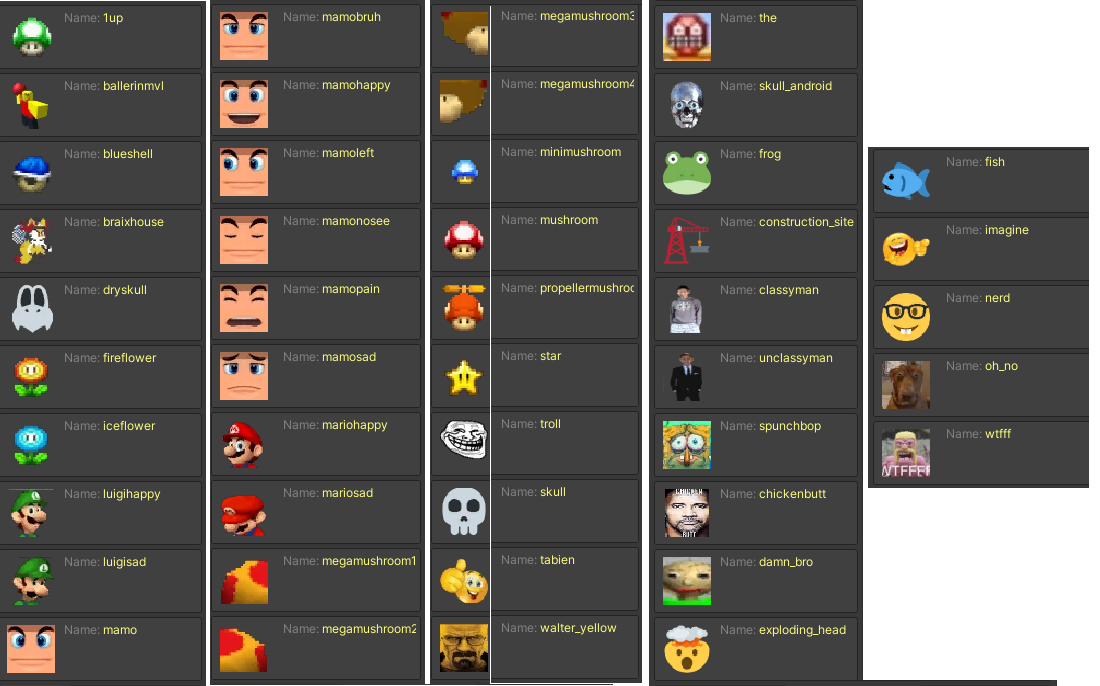 Name: 1up
Name: ballerinmvl
Name: blueshell
Name: braixhouse
Name: dryskull
Name: fireflower
Name: iceflower
Name: luigihappy
Name: luigisad
Name: mamo
Name: mamobruh
Name: mamohappy
Name: mamoleft
Name: mamonosee
Name: mamopain
Name: mamosad
Name: mariohappy
Name: mariosad
Name: megamushroom1
Name: megamushroom2
Name: megamushroom3
Name: megamushroom4
Name: minimushroom
Name: mushroom
Name: propellermushroo
Name: star
Name: troll
Name: skull
Name: tabien
Name: walter_yellow
Name: the
Name: skull_android
Name: frog
Name: construction_site
Name: classyman
Name: unclassyman
Name: spunchbop
Name: chickenbutt
CHICKEN
BUTT
Name: damn_bro
Name: exploding_head
Name: fish
Name: imagine
Name: nerd
Name: oh_no
Name: wtfff
WTFFFF